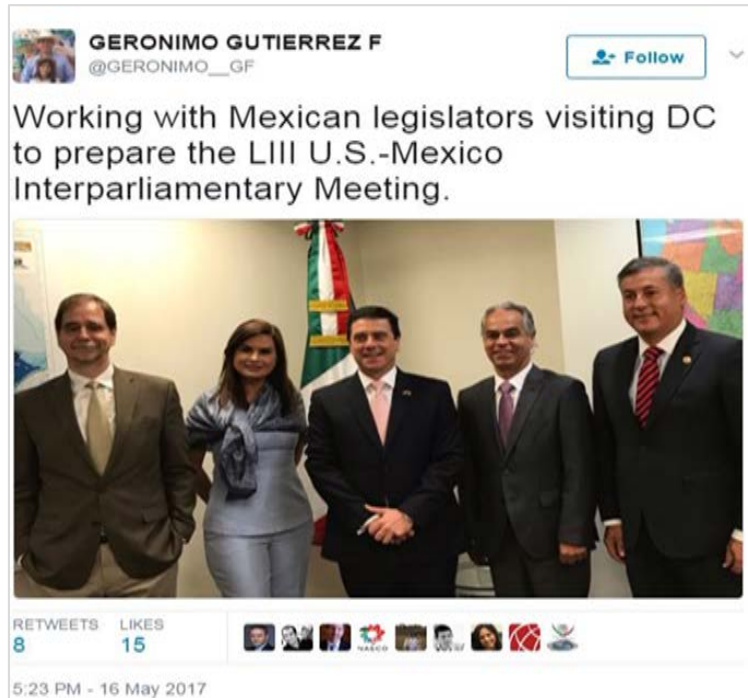 GERONIMO GUTIERREZ F
@GERONIMO__GF
Follow
Working with Mexican legislators visiting DC
to prepare the LIII U.S.-Mexico
Interparliamentary Meeting.
RETWEETS LIKES
8 15
NASCO
5:23 PM - 16 May 2017